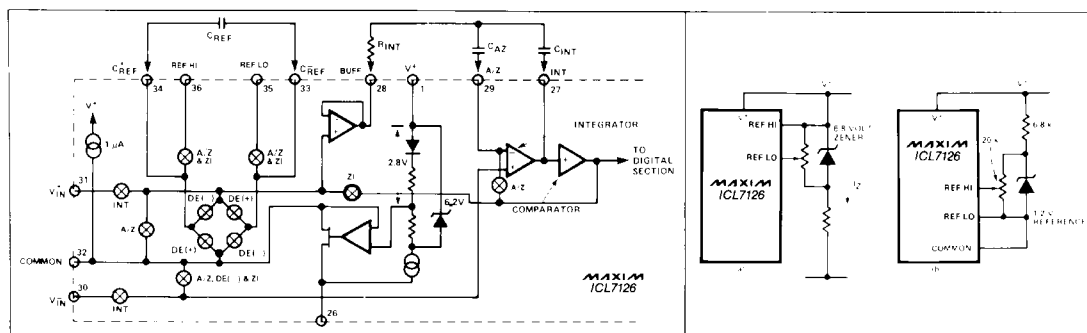 CREF
RINT
CAZ
CINT
C+REF
REF HI
REF LO
C-REF
BUFF
V+
A/Z
INT
34
36
35
33
28
1
29
27
V+
1 µA
A/Z & ZI
A/Z & ZI
2.8V
6.2V
INTEGRATOR
TO DIGITAL SECTION
COMPARATOR
ZI
A/Z
V+IN
31
INT
DE(-)
DE(+)
A/Z
DE(+)
DE(-)
COMMON
32
A/Z, DE(-) & ZI
V-IN
30
INT
26
MAXIM
ICL7126
V+
V+
REF HI
REF LO
6.8 VOLT
ZENER
IZ
MAXIM
ICL7126
(a)
V+
V+
6.8k
20 k
MAXIM
ICL7126
REF HI
REF LO
1.2 V
REFERENCE
COMMON
(b)